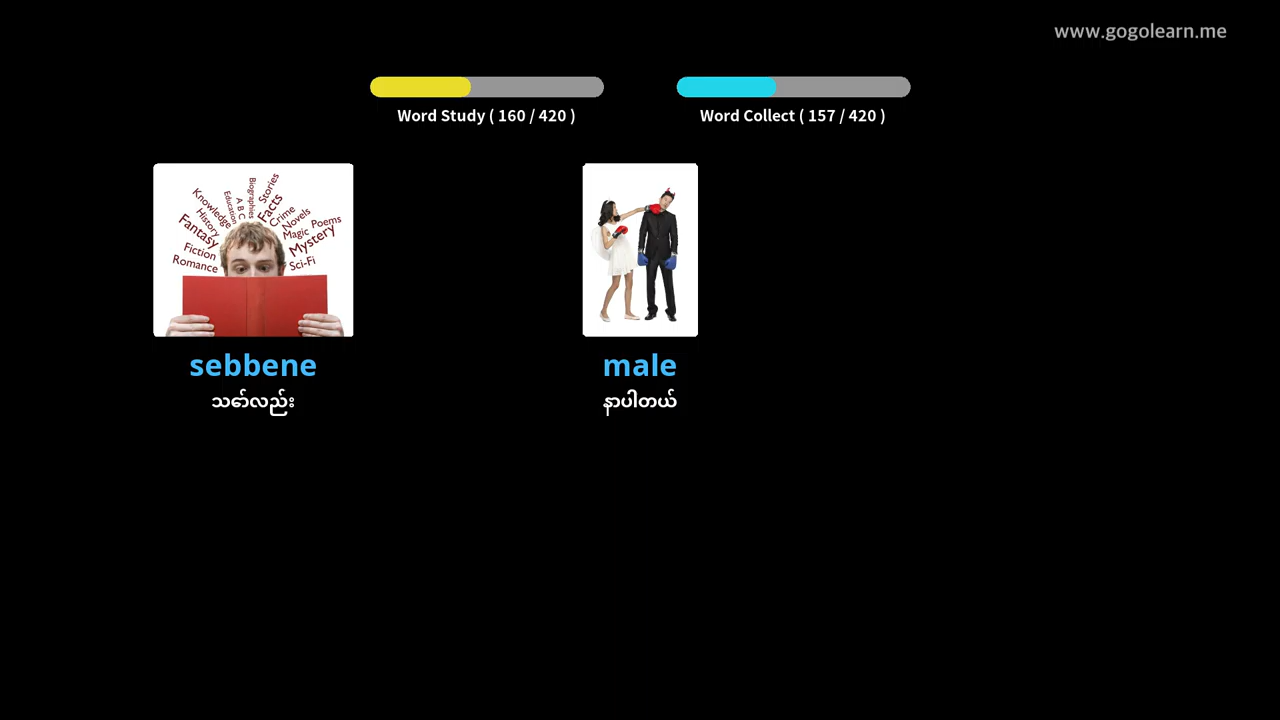 www.gogolearn.me
Word Study ( 160 / 420 )
Word Collect ( 157 / 420 )
Knowledge
Education
A B C
Biographies
Stories
Facts
History
Crime
Novels
Fantasy
Magic
Poems
Fiction
Mystery
Romance
Sci-Fi
sebbene
male
သော်လည်း
နာပါတယ်